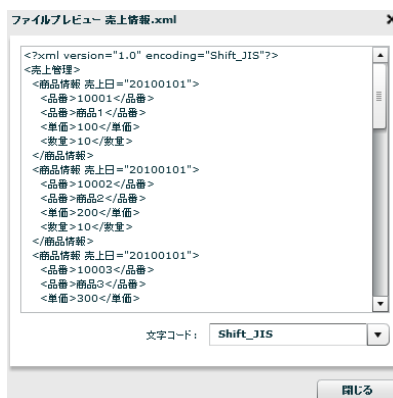 ファイルプレビュー 売上情報.xml
<?xml version="1.0" encoding="Shift_JIS"?>
<売上管理>
<商品情報 売上日="20100101">
<品番>10001</品番>
<品番>商品1</品番>
<単価>100</単価>
<数量>10</数量>
</商品情報>
<商品情報 売上日="20100101">
<品番>10002</品番>
<品番>商品2</品番>
<単価>200</単価>
<数量>10</数量>
</商品情報>
<商品情報 売上日="20100101">
<品番>10003</品番>
<品番>商品3</品番>
<単価>300</単価>
文字コード: Shift_JIS
閉じる